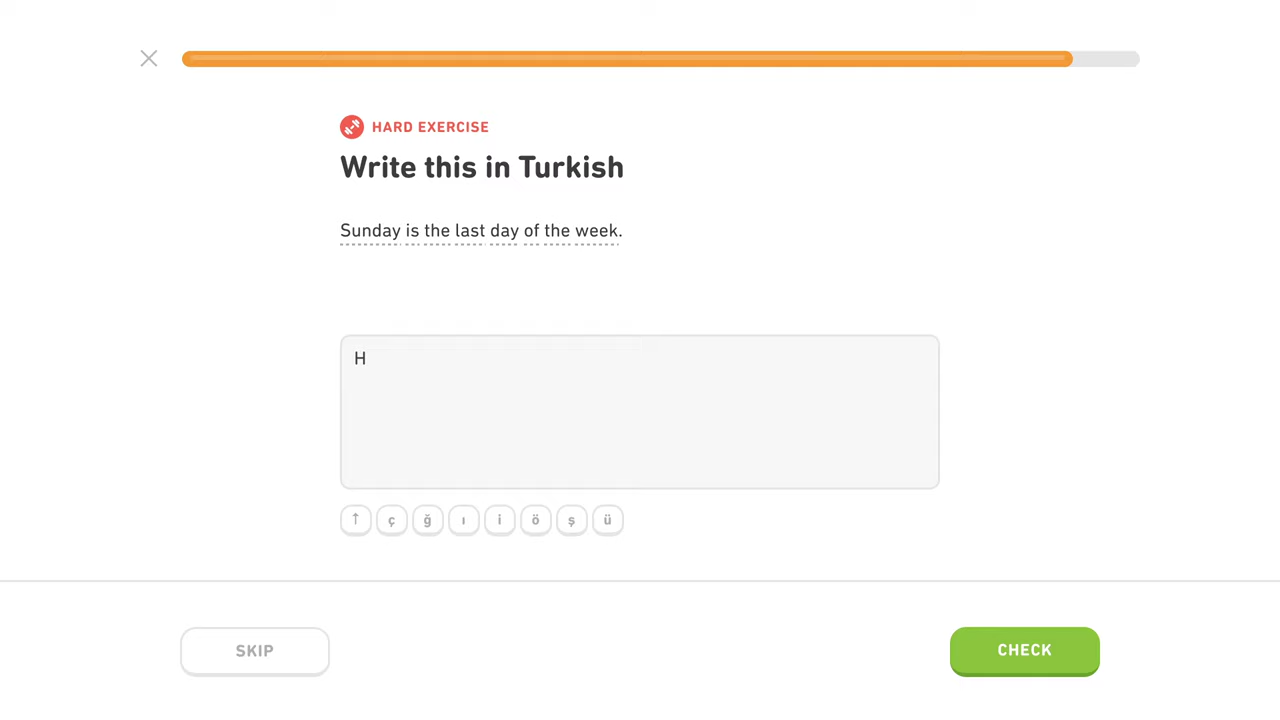 HARD EXERCISE
Write this in Turkish
Sunday is the last day of the week.
H
↑ ç ğ ı i ö ş ü
SKIP
CHECK